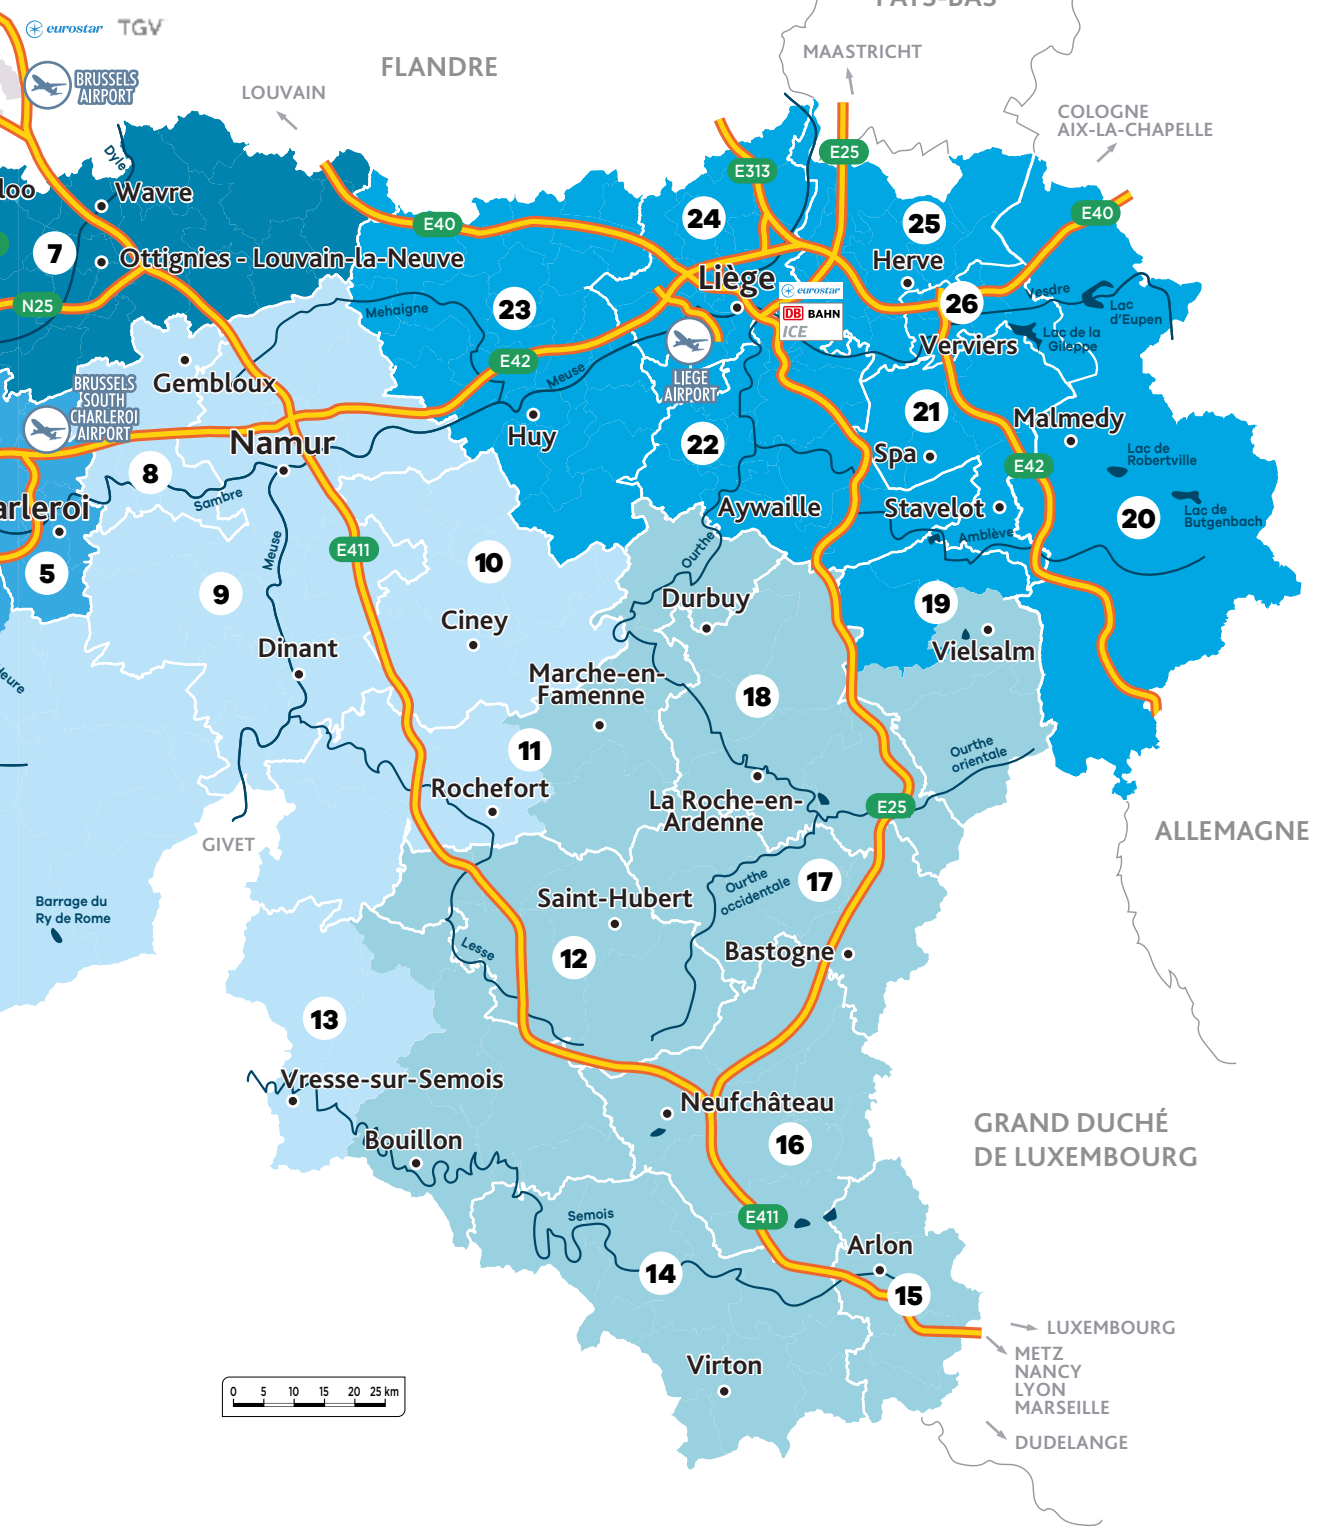 PAYS-BAS
eurostar TGV
FLANDRE
MAASTRICHT
BRUSSELS
AIRPORT
LOUVAIN
COLOGNE
AIX-LA-CHAPELLE
Dyle
E313
E25
loo
Wavre
24
25
E40
E40
7
Ottignies - Louvain-la-Neuve
Herve
Liège
N25
Mehaigne
23
eurostar
DB BAHN
ICE
26
Vesdre
Lac
d'Eupen
Lac de la
Gileppe
Verviers
Gembloux
BRUSSELS
SOUTH
CHARLEROI
AIRPORT
E42
Meuse
LIEGE
AIRPORT
21
Malmedy
Huy
Namur
22
Spa
E42
Lac de
Robertville
8
Sambre
arleroi
Aywaille
Stavelot
20
Lac de
Butgenbach
Meuse
E411
Ourthe
Amblève
5
9
10
Durbuy
19
Ciney
Vielsalm
Dinant
Heure
Marche-en-
Famenne
18
11
Ourthe
orientale
Rochefort
La Roche-en-
Ardenne
E25
GIVET
ALLEMAGNE
17
Ourthe
occidentale
Barrage du
Ry de Rome
Saint-Hubert
Lesse
12
Bastogne
13
Vresse-sur-Semois
Neufchâteau
GRAND DUCHÉ
DE LUXEMBOURG
Bouillon
16
Semois
E411
Arlon
14
15
LUXEMBOURG
METZ
NANCY
LYON
MARSEILLE
Virton
0 5 10 15 20 25 km
DUDELANGE